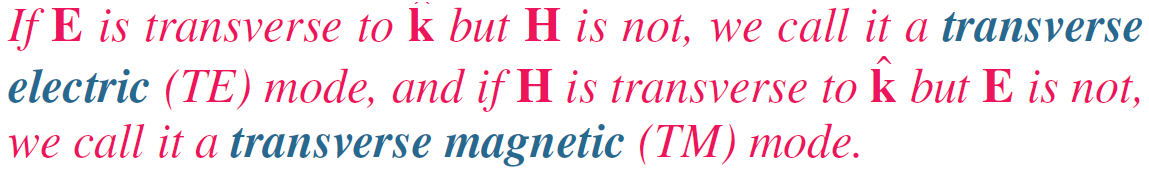 If E is transverse to k̂ but H is not, we call it a transverse
electric (TE) mode, and if H is transverse to k̂ but E is not,
we call it a transverse magnetic (TM) mode.